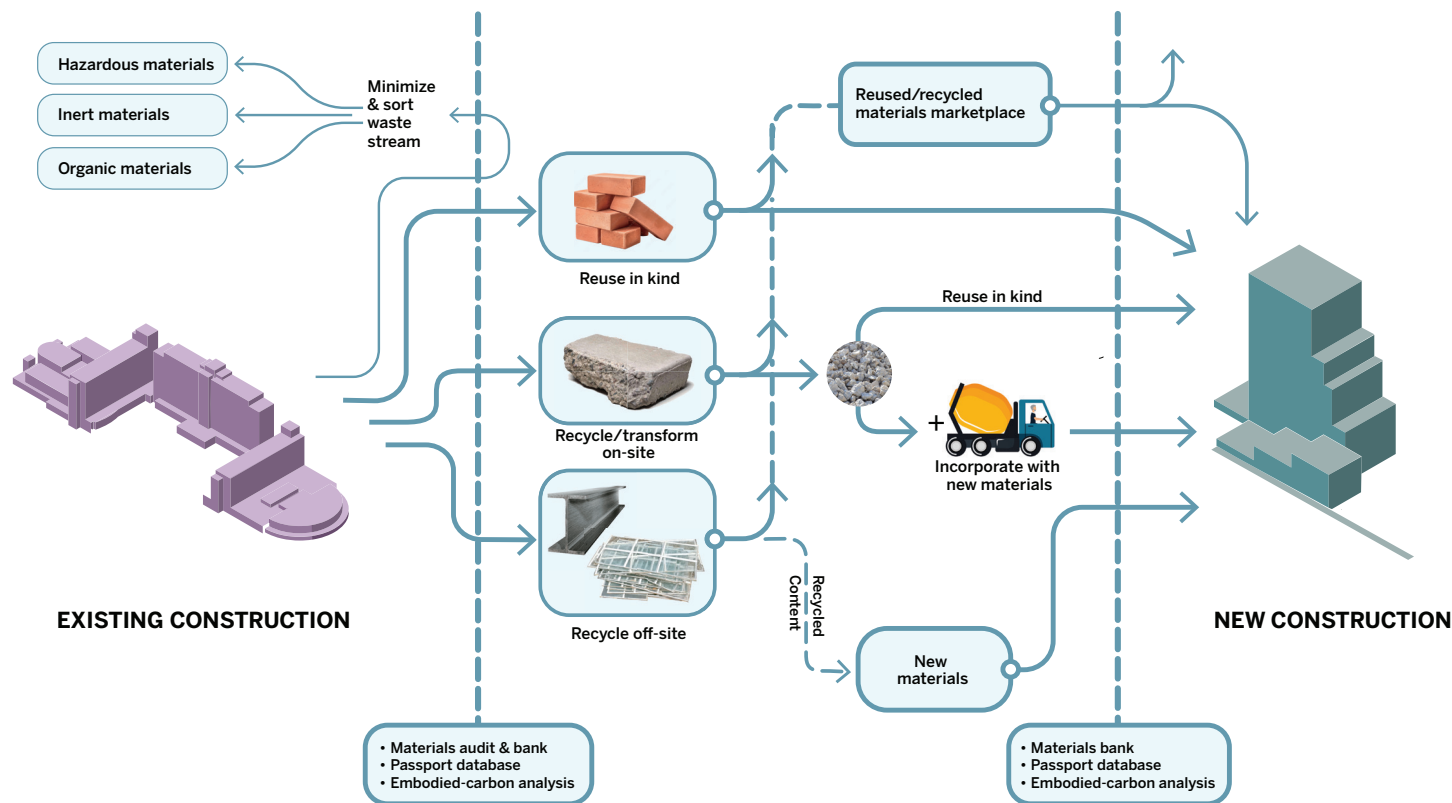 Hazardous materials
Inert materials
Organic materials
Minimize
& sort
waste
stream
Reused/recycled
materials marketplace
Reuse in kind
Reuse in kind
Recycle/transform
on-site
+
Incorporate with
new materials
Recycle off-site
Recycled
Content
New
materials
EXISTING CONSTRUCTION
NEW CONSTRUCTION
• Materials audit & bank
• Passport database
• Embodied-carbon analysis
• Materials bank
• Passport database
• Embodied-carbon analysis